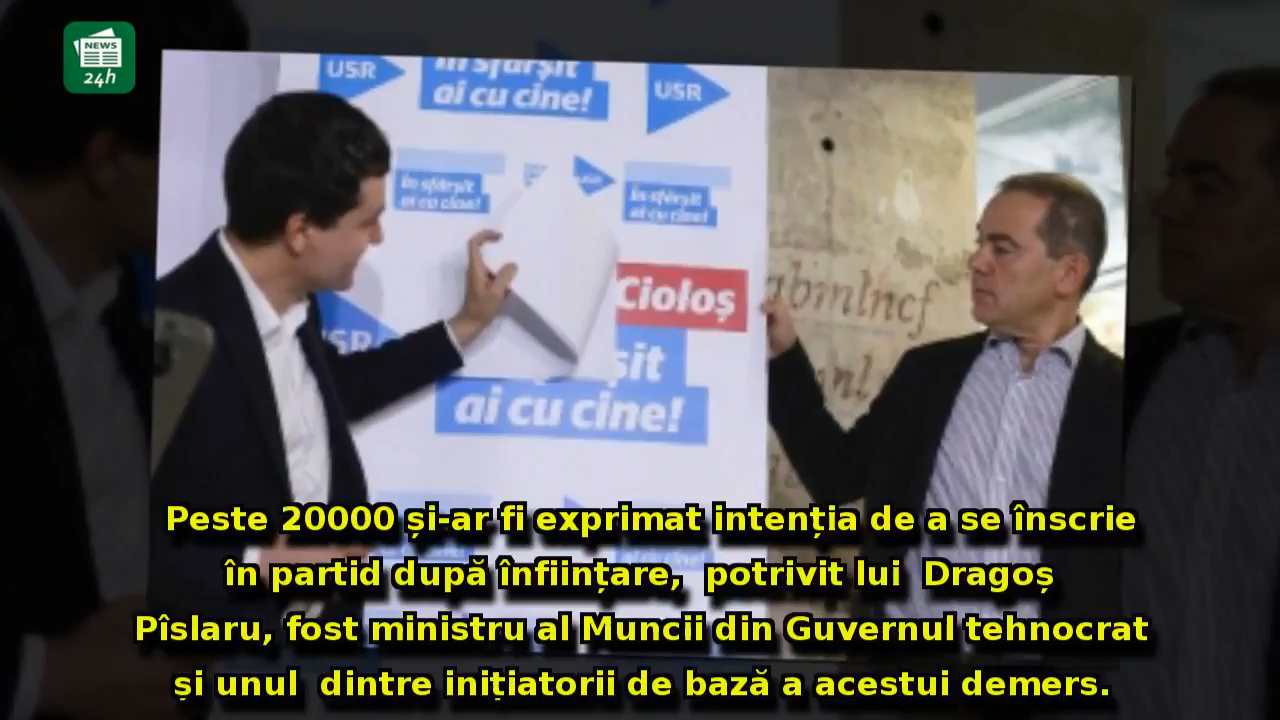 NEWS
24h
USR
În sfârșit
ai cu cine!
USR
În sfârșit
ai cu cine!
În sfârșit
ai cu cine!
Cioloș
USR
șit
ai cu cine!
Peste 20000 și-ar fi exprimat intenția de a se înscrie
în partid după înființare, potrivit lui Dragoș
Pîslaru, fost ministru al Muncii din Guvernul tehnocrat
și unul dintre inițiatorii de bază a acestui demers.